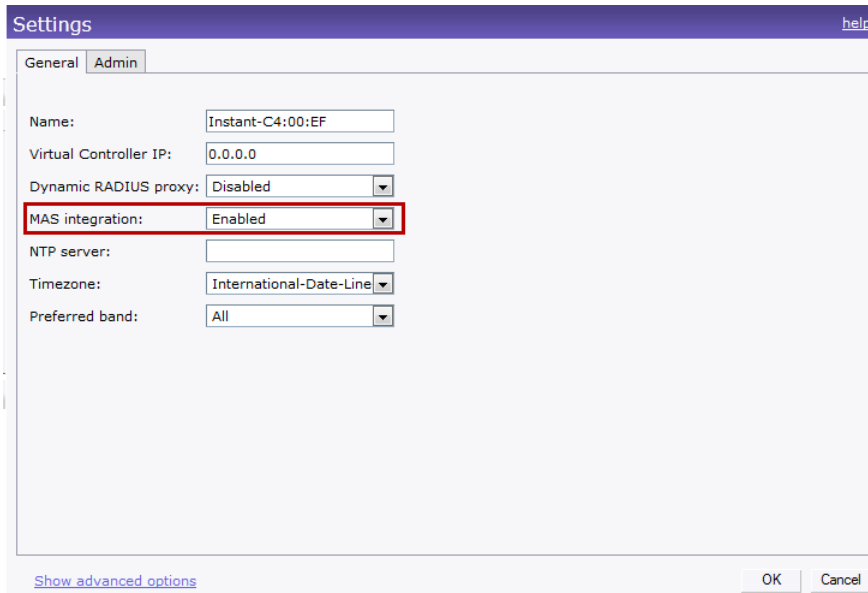 Settings help
General Admin
Name: Instant-C4:00:EF
Virtual Controller IP: 0.0.0.0
Dynamic RADIUS proxy: Disabled
MAS integration: Enabled
NTP server:
Timezone: International-Date-Line
Preferred band: All
Show advanced options OK Cancel